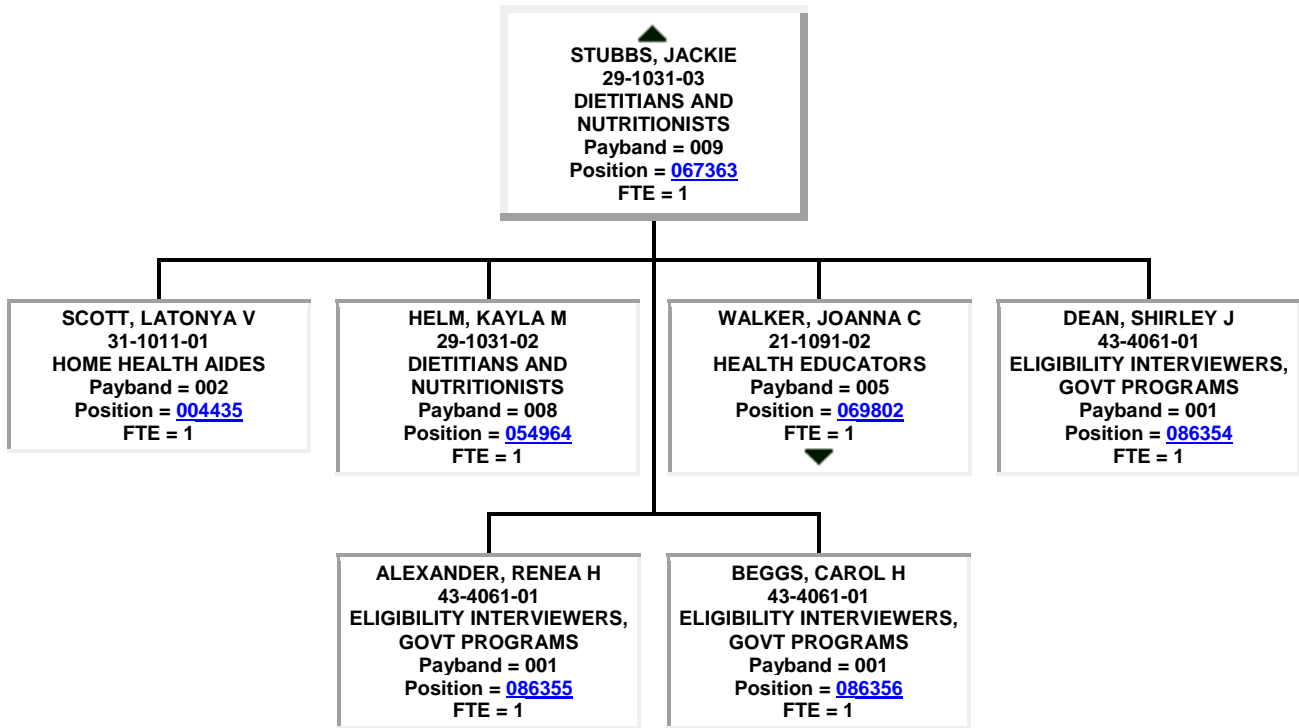 STUBBS, JACKIE
29-1031-03
DIETITIANS AND
NUTRITIONISTS
Payband = 009
Position = 067363
FTE = 1
SCOTT, LATONYA V
31-1011-01
HOME HEALTH AIDES
Payband = 002
Position = 004435
FTE = 1
HELM, KAYLA M
29-1031-02
DIETITIANS AND
NUTRITIONISTS
Payband = 008
Position = 054964
FTE = 1
WALKER, JOANNA C
21-1091-02
HEALTH EDUCATORS
Payband = 005
Position = 069802
FTE = 1
DEAN, SHIRLEY J
43-4061-01
ELIGIBILITY INTERVIEWERS,
GOVT PROGRAMS
Payband = 001
Position = 086354
FTE = 1
ALEXANDER, RENEA H
43-4061-01
ELIGIBILITY INTERVIEWERS,
GOVT PROGRAMS
Payband = 001
Position = 086355
FTE = 1
BEGGS, CAROL H
43-4061-01
ELIGIBILITY INTERVIEWERS,
GOVT PROGRAMS
Payband = 001
Position = 086356
FTE = 1